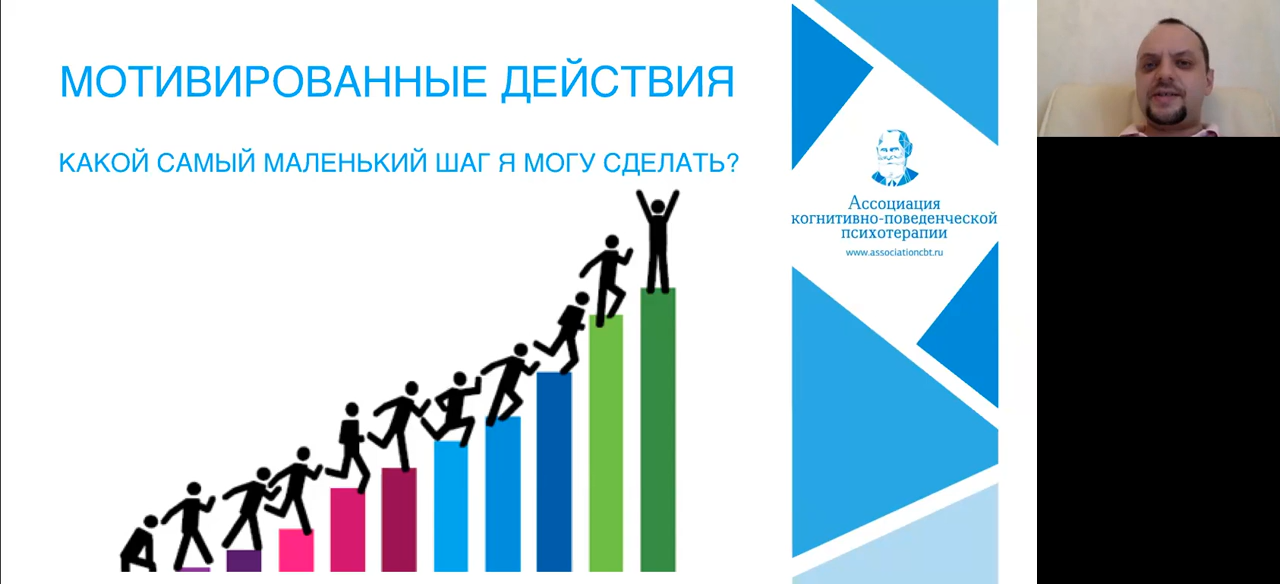 МОТИВИРОВАННЫЕ ДЕЙСТВИЯ
КАКОЙ САМЫЙ МАЛЕНЬКИЙ ШАГ Я МОГУ СДЕЛАТЬ?
Ассоциация
когнитивно-поведенческой
психотерапии
www.associationcbt.ru